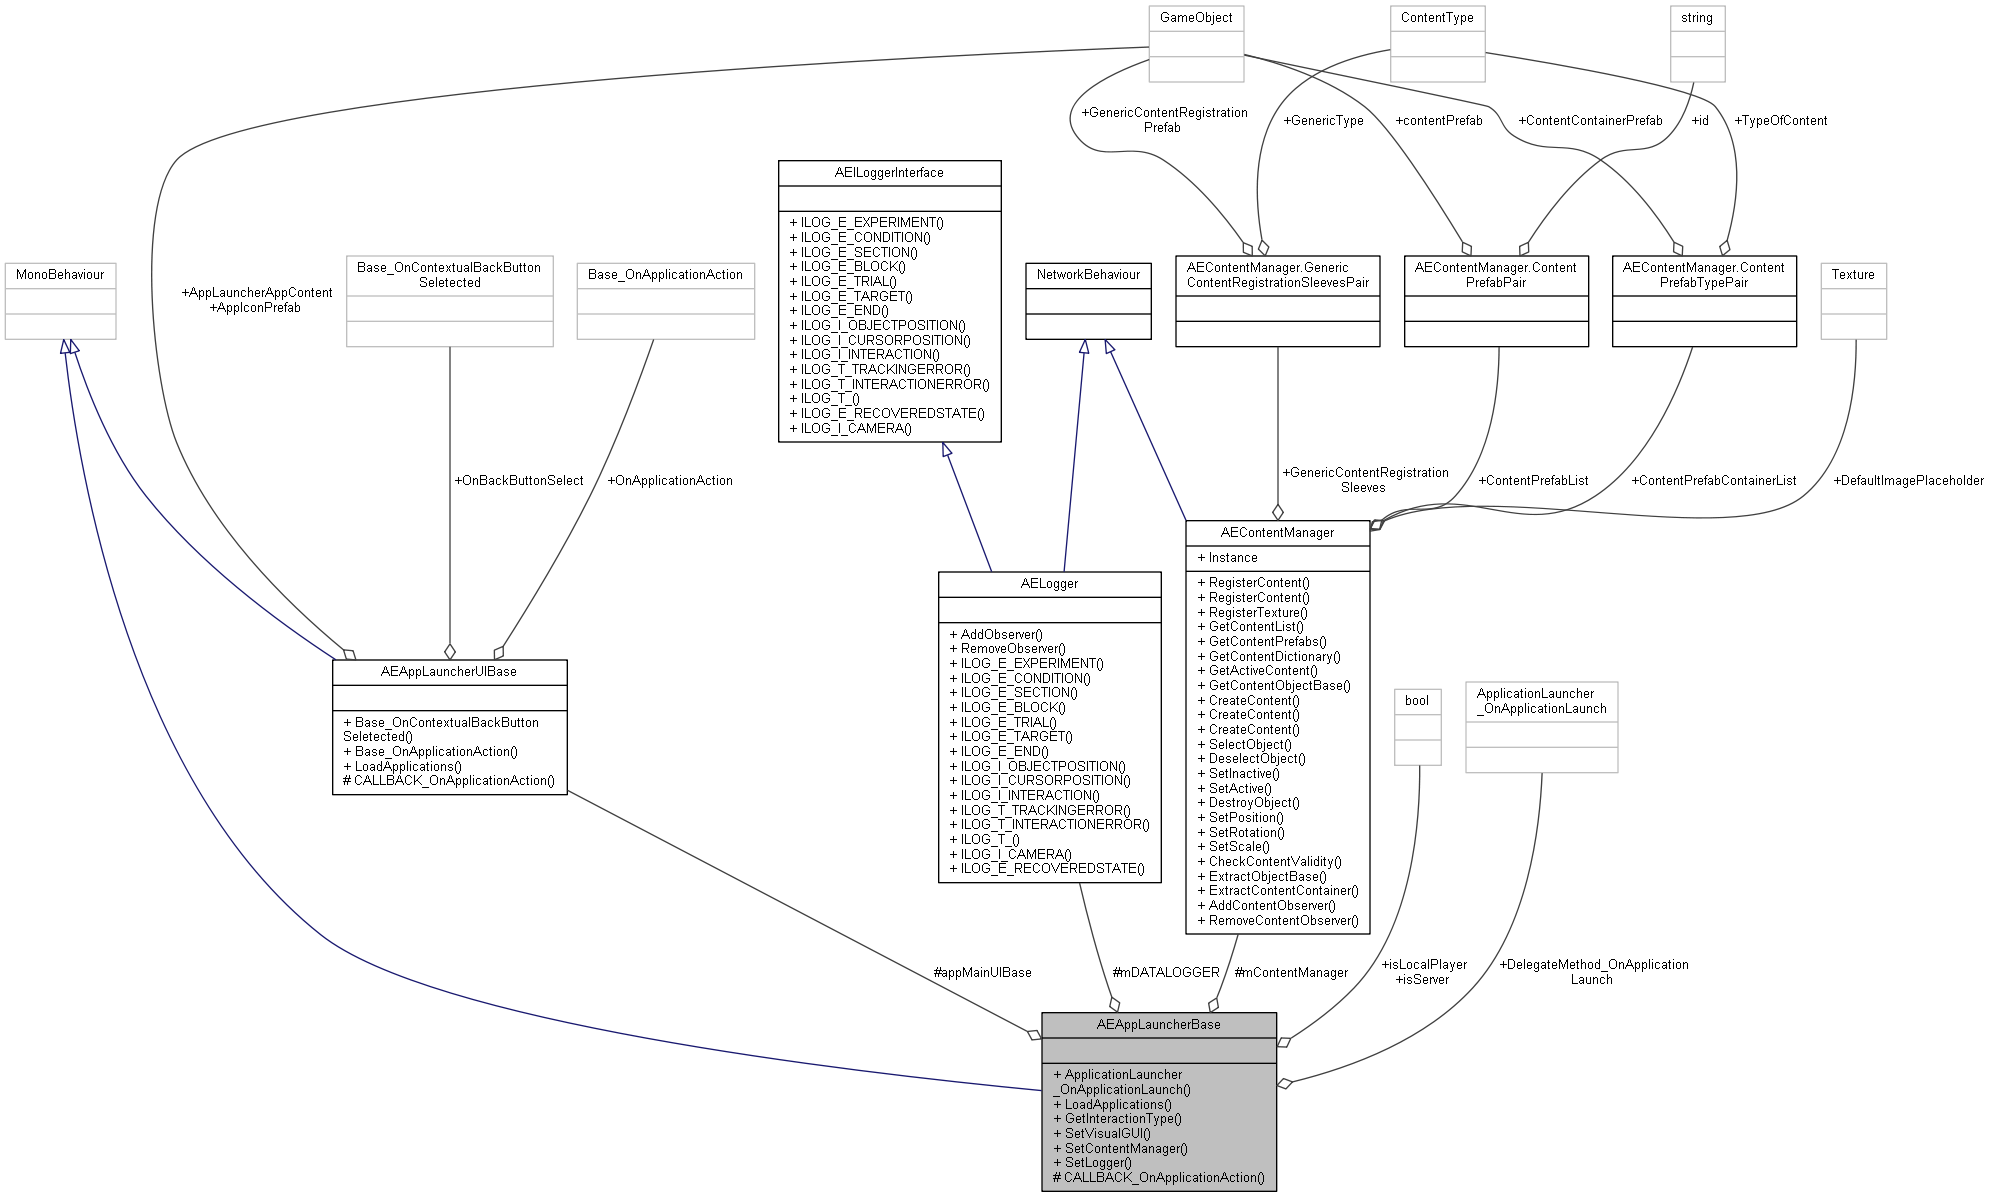 GameObject
ContentType
string
+GenericContentRegistration
Prefab
+GenericType
+contentPrefab
+ContentContainerPrefab
+id
+TypeOfContent
AEILoggerInterface
+ ILOG_E_EXPERIMENT()
+ ILOG_E_CONDITION()
+ ILOG_E_SECTION()
+ ILOG_E_BLOCK()
+ ILOG_E_TRIAL()
+ ILOG_E_TARGET()
+ ILOG_E_END()
+ ILOG_I_OBJECTPOSITION()
+ ILOG_I_CURSORPOSITION()
+ ILOG_I_INTERACTION()
+ ILOG_T_TRACKINGERROR()
+ ILOG_T_INTERACTIONERROR()
+ ILOG_T_()
+ ILOG_E_RECOVEREDSTATE()
+ ILOG_I_CAMERA()
MonoBehaviour
+AppLauncherAppContent
+AppIconPrefab
Base_OnContextualBackButton
Seletected
Base_OnApplicationAction
NetworkBehaviour
AEContentManager.Generic
ContentRegistrationSleevesPair
AEContentManager.Content
PrefabPair
AEContentManager.Content
PrefabTypePair
Texture
+OnBackButtonSelect
+OnApplicationAction
+GenericContentRegistration
Sleeves
+ContentPrefabList
+ContentPrefabContainerList
+DefaultImagePlaceholder
AEContentManager
+ Instance
+ RegisterContent()
+ RegisterContent()
+ RegisterTexture()
+ GetContentList()
+ GetContentPrefabs()
+ GetContentDictionary()
+ GetActiveContent()
+ GetContentObjectBase()
+ CreateContent()
+ CreateContent()
+ CreateContent()
+ SelectObject()
+ DeselectObject()
+ SetInactive()
+ SetActive()
+ DestroyObject()
+ SetPosition()
+ SetRotation()
+ SetScale()
+ CheckContentValidity()
+ ExtractObjectBase()
+ ExtractContentContainer()
+ AddContentObserver()
+ RemoveContentObserver()
AELogger
+ AddObserver()
+ RemoveObserver()
+ ILOG_E_EXPERIMENT()
+ ILOG_E_CONDITION()
+ ILOG_E_SECTION()
+ ILOG_E_BLOCK()
+ ILOG_E_TRIAL()
+ ILOG_E_TARGET()
+ ILOG_E_END()
+ ILOG_I_OBJECTPOSITION()
+ ILOG_I_CURSORPOSITION()
+ ILOG_I_INTERACTION()
+ ILOG_T_TRACKINGERROR()
+ ILOG_T_INTERACTIONERROR()
+ ILOG_T_()
+ ILOG_I_CAMERA()
+ ILOG_E_RECOVEREDSTATE()
AEAppLauncherUIBase
+ Base_OnContextualBackButton
Seletected()
+ Base_OnApplicationAction()
+ LoadApplications()
# CALLBACK_OnApplicationAction()
bool
ApplicationLauncher
_OnApplicationLaunch
#appMainUIBase
#mDATALOGGER
#mContentManager
+isLocalPlayer
+isServer
+DelegateMethod_OnApplication
Launch
AEAppLauncherBase
+ ApplicationLauncher
_OnApplicationLaunch()
+ LoadApplications()
+ GetInteractionType()
+ SetVisualGUI()
+ SetContentManager()
+ SetLogger()
# CALLBACK_OnApplicationAction()